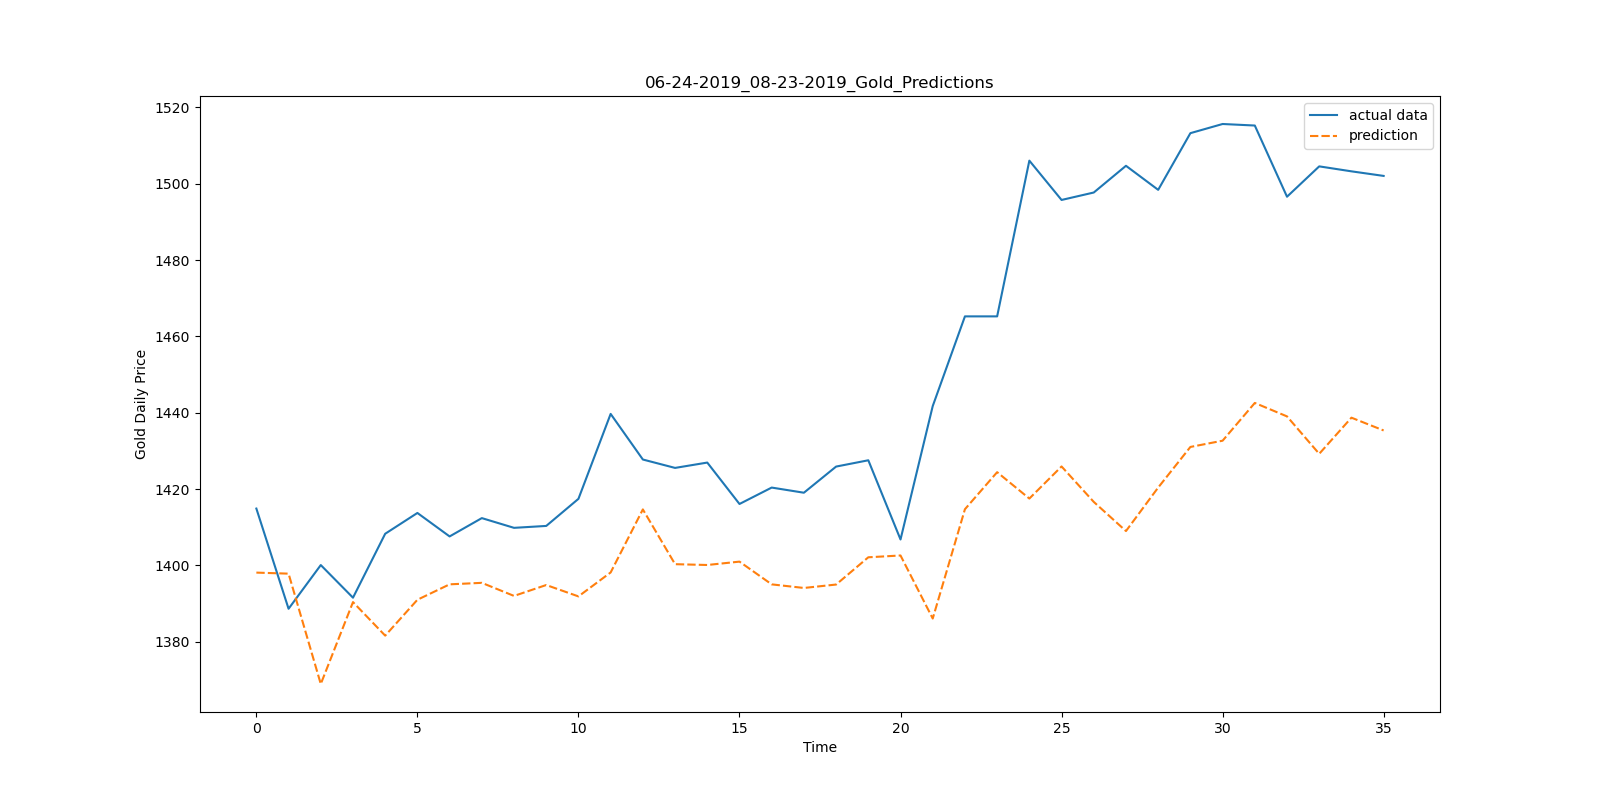 06-24-2019_08-23-2019_Gold_Predictions
1520
1500
1480
1460
1440
1420
1400
1380
Gold Daily Price
actual data
prediction
0 5 10 15 20 25 30 35
Time